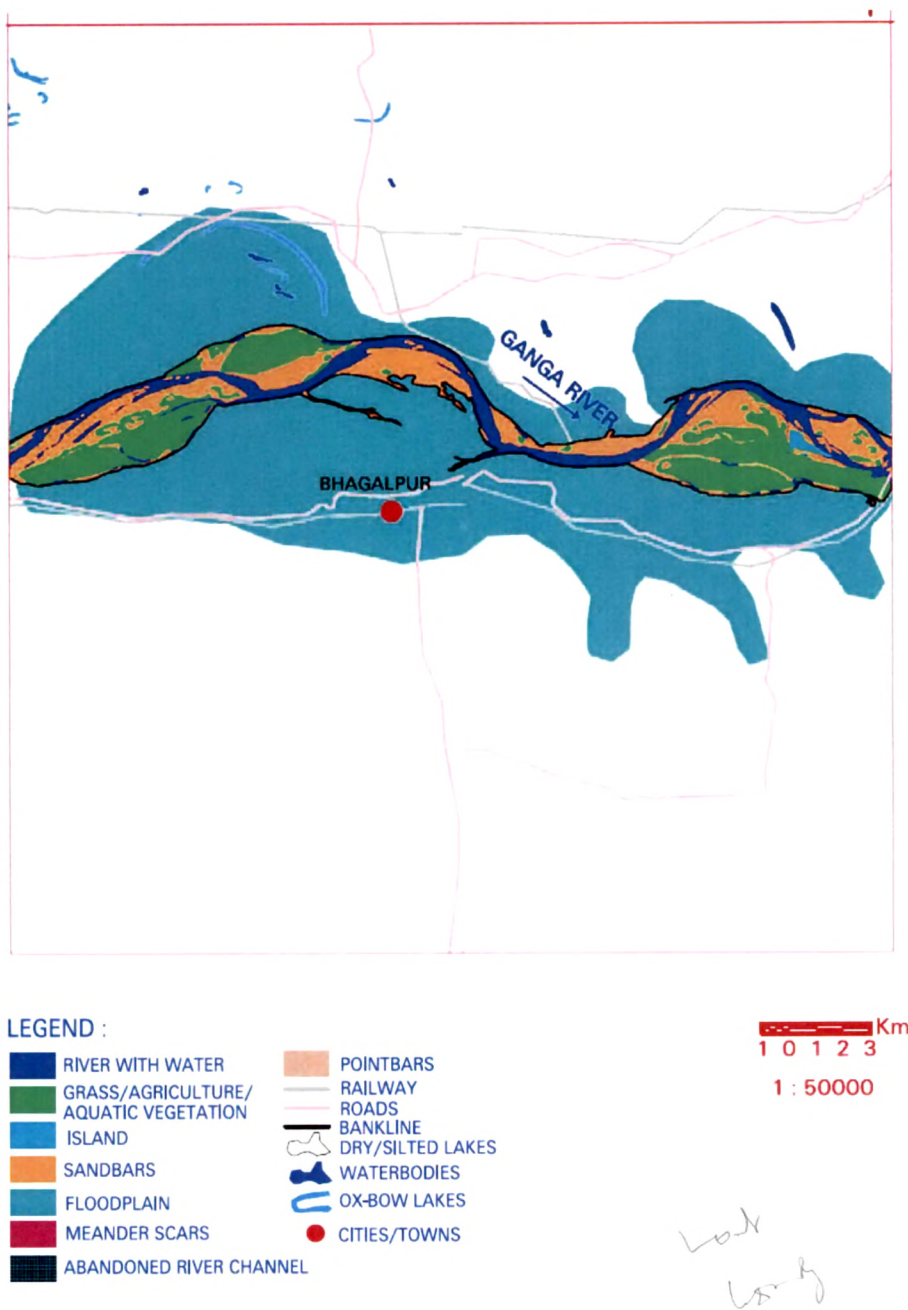 GANGA RIVER
BHAGALPUR
LEGEND :
RIVER WITH WATER
GRASS/AGRICULTURE/
AQUATIC VEGETATION
ISLAND
SANDBARS
FLOODPLAIN
MEANDER SCARS
ABANDONED RIVER CHANNEL
POINTBARS
RAILWAY
ROADS
BANKLINE
DRY/SILTED LAKES
WATERBODIES
OX-BOW LAKES
CITIES/TOWNS
Km
1 0 1 2 3
1 : 50000